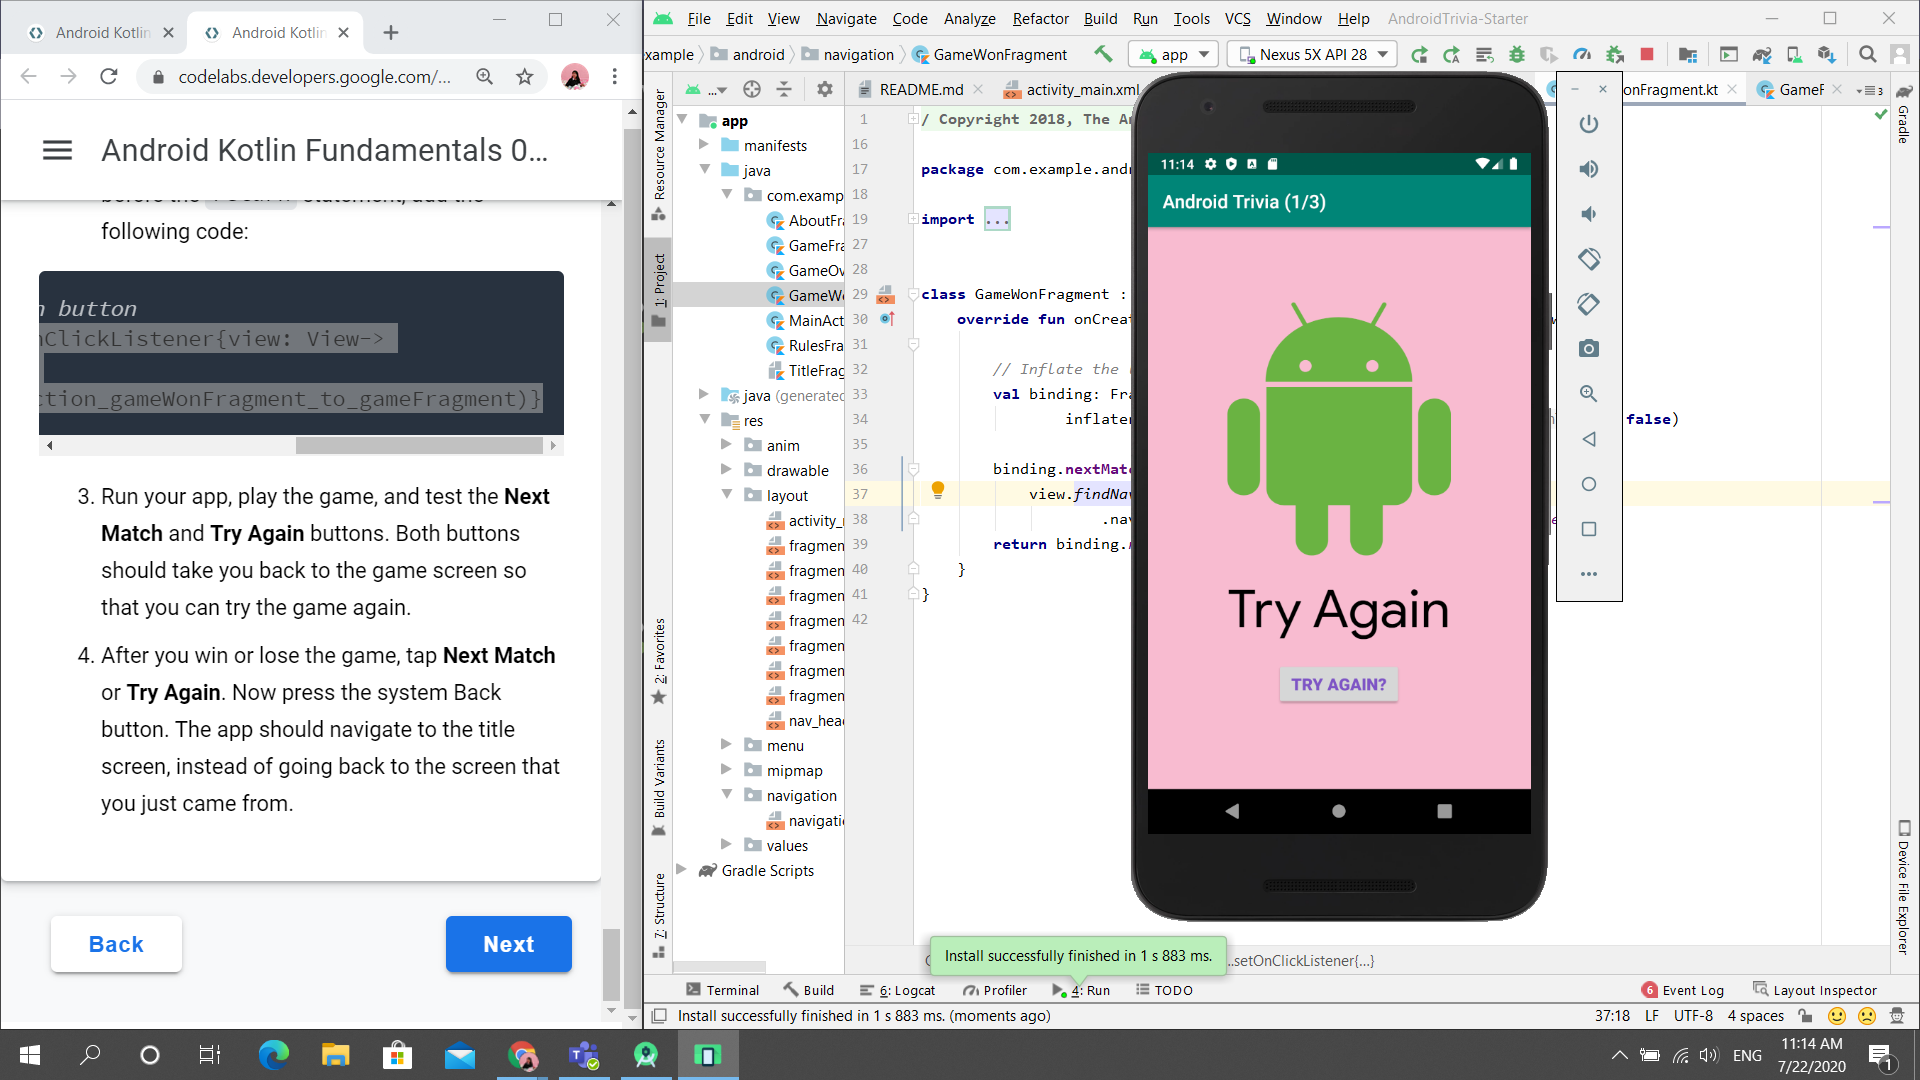 Android Kotlin
Android Kotlin
codelabs.developers.google.com/...
Android Kotlin Fundamentals 0...
following code:
n button
nClickListener{view: View->
ction_gameWonFragment_to_gameFragment)}
3. Run your app, play the game, and test the Next
Match and Try Again buttons. Both buttons
should take you back to the game screen so
that you can try the game again.
4. After you win or lose the game, tap Next Match
or Try Again. Now press the system Back
button. The app should navigate to the title
screen, instead of going back to the screen that
you just came from.
Back
Next
File Edit View Navigate Code Analyze Refactor Build Run Tools VCS Window Help AndroidTrivia-Starter
xample android navigation GameWonFragment app Nexus 5X API 28
README.md activity_main.xml onFragment.kt GameF
Resource Manager
1: Project
2: Favorites
Build Variants
7: Structure
Gradle
Device File Explorer
app
manifests
java
com.examp
AboutFra
GameFra
GameOv
GameWo
MainAct
RulesFra
TitleFrag
java (generated
res
anim
drawable
layout
activity_
fragmen
fragmen
fragmen
fragmen
fragmen
fragmen
fragmen
nav_hea
menu
mipmap
navigation
navigati
values
Gradle Scripts
1 / Copyright 2018, The An
16
17 package com.example.andr
18
19 import ...
27
28
29 class GameWonFragment :
30 override fun onCreat
31
32 // Inflate the
33 val binding: Fra
34 inflater false)
35
36 binding.nextMat
37 view.findNav
38 .nav
39 return binding.
40 }
41 }
42
11:14
Android Trivia (1/3)
Try Again
TRY AGAIN?
Install successfully finished in 1 s 883 ms.
.setOnClickListener{...}
Terminal Build 6: Logcat Profiler 4: Run TODO 6 Event Log Layout Inspector
Install successfully finished in 1 s 883 ms. (moments ago) 37:18 LF UTF-8 4 spaces
ENG
11:14 AM
7/22/2020
1